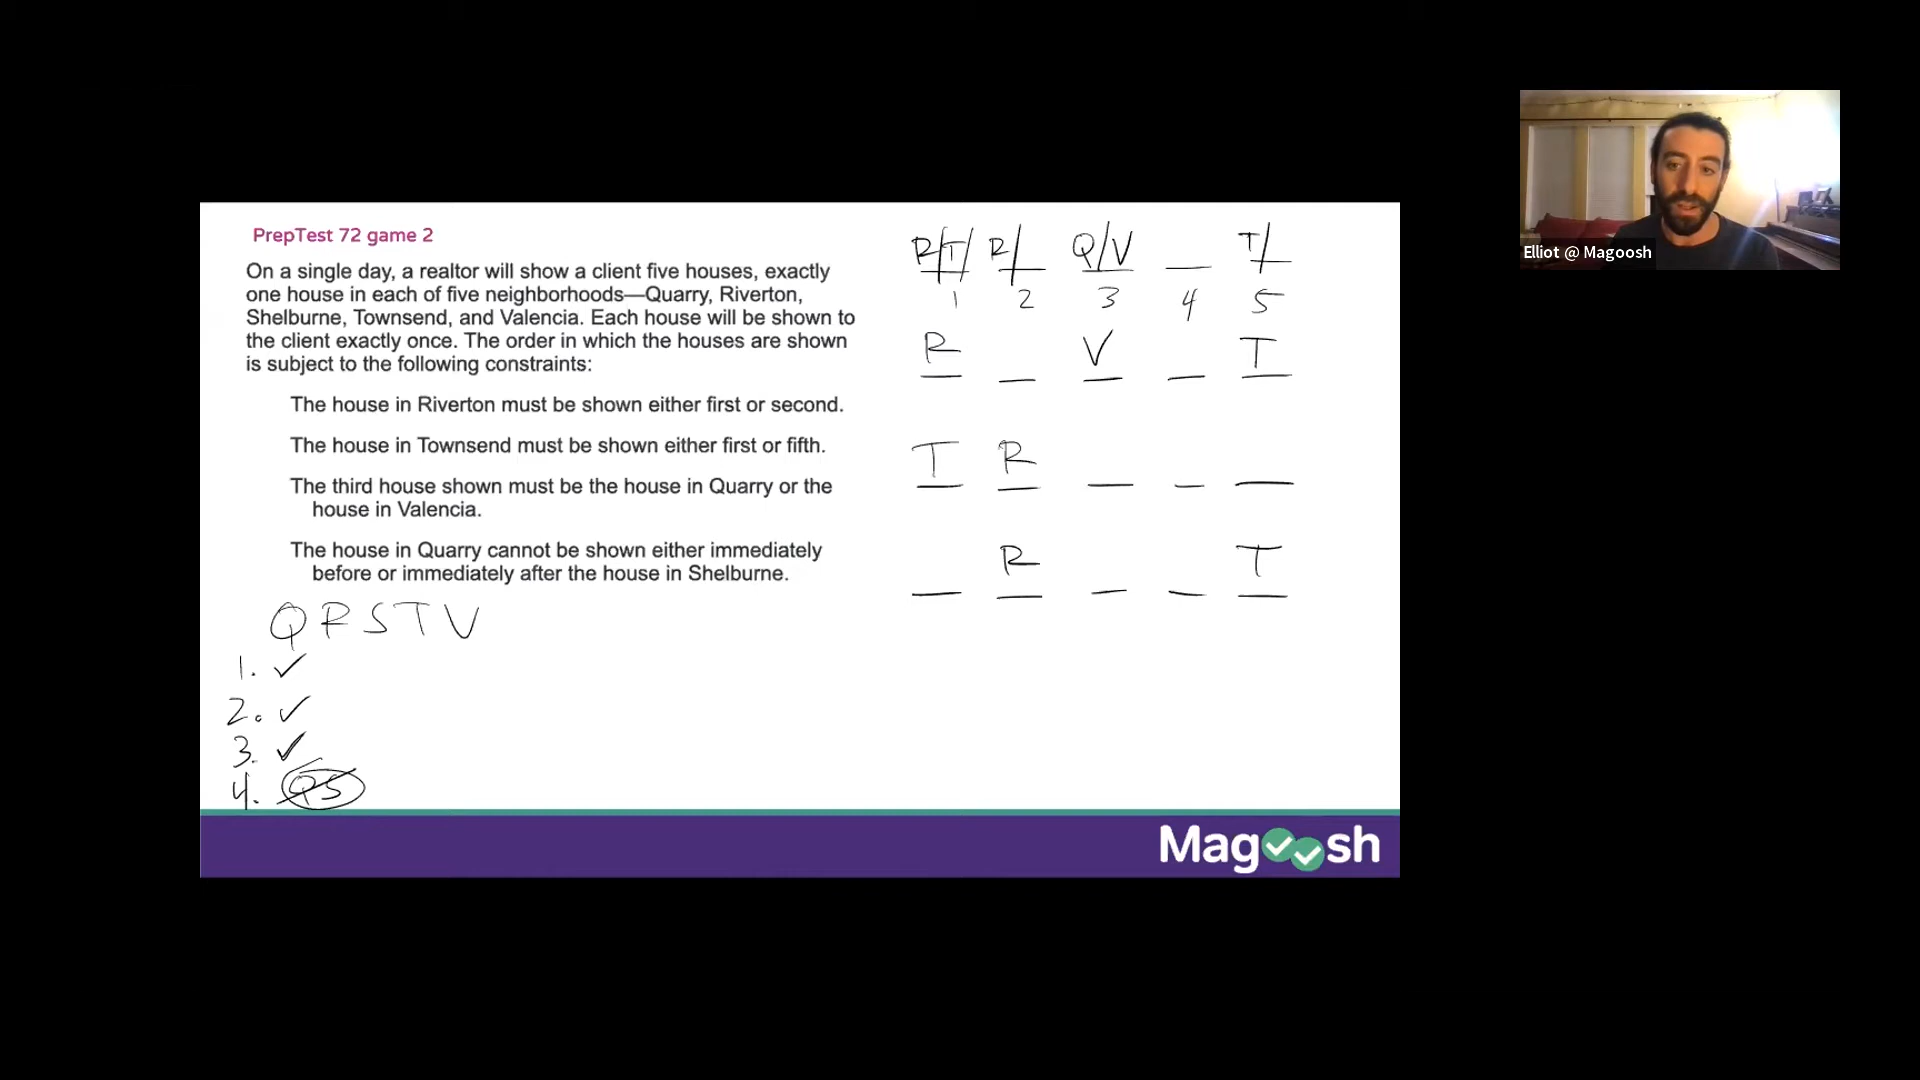 PrepTest 72 game 2
On a single day, a realtor will show a client five houses, exactly
one house in each of five neighborhoods—Quarry, Riverton,
Shelburne, Townsend, and Valencia. Each house will be shown to
the client exactly once. The order in which the houses are shown
is subject to the following constraints:
The house in Riverton must be shown either first or second.
The house in Townsend must be shown either first or fifth.
The third house shown must be the house in Quarry or the
house in Valencia.
The house in Quarry cannot be shown either immediately
before or immediately after the house in Shelburne.
Q R S T V
1. ✓
2. ✓
3. ✓
4. QS
R/T/ R/ Q/V __ T/
1 2 3 4 5
R _ V _ T
T R _ _ _
_ R _ _ T
Elliot @ Magoosh
Magoosh